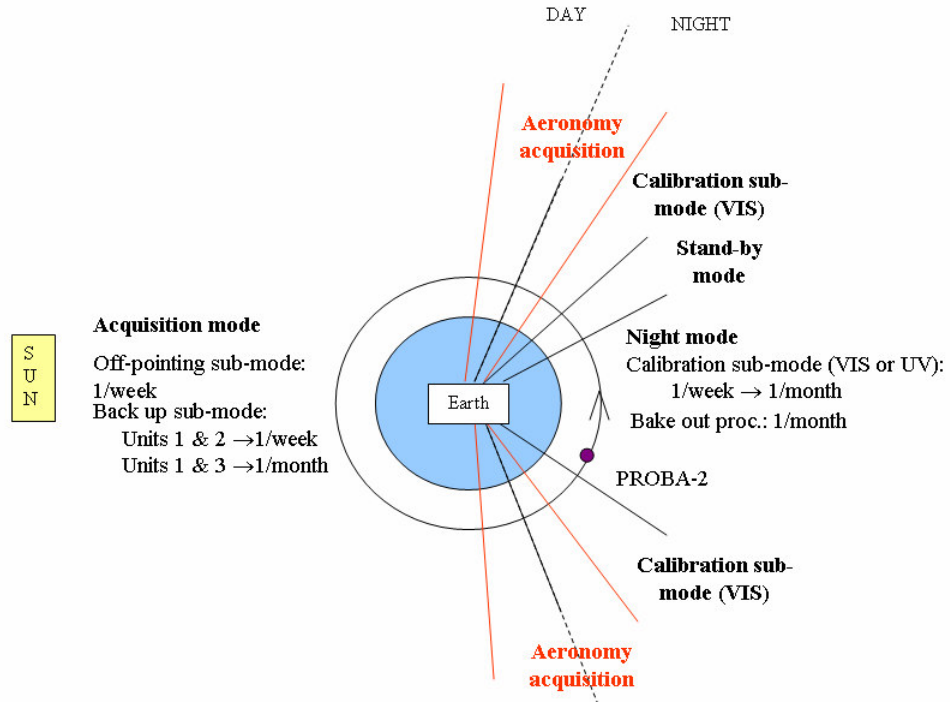 DAY
NIGHT
Aeronomy
acquisition
Calibration sub-
mode (VIS)
Stand-by
mode
S
U
N
Acquisition mode
Off-pointing sub-mode:
1/week
Back up sub-mode:
Units 1 & 2 →1/week
Units 1 & 3 →1/month
Earth
Night mode
Calibration sub-mode (VIS or UV):
1/week → 1/month
Bake out proc.: 1/month
PROBA-2
Calibration sub-
mode (VIS)
Aeronomy
acquisition